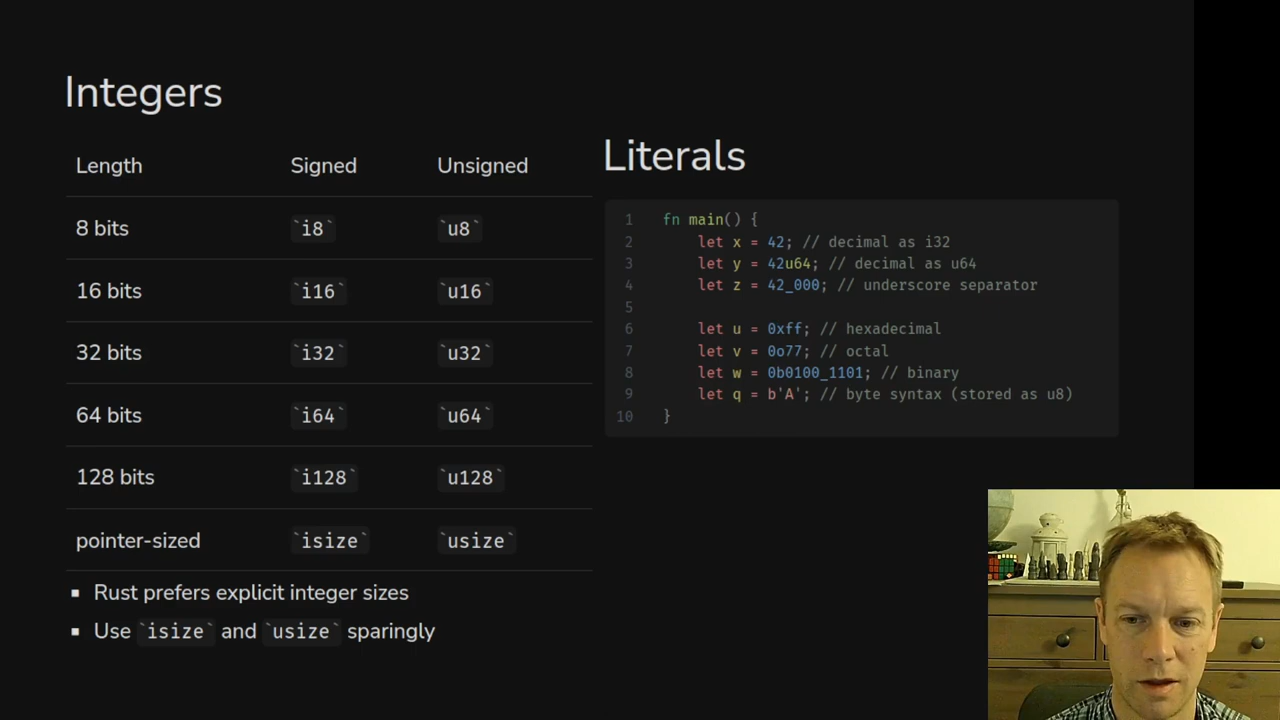 Integers
Length Signed Unsigned
8 bits `i8` `u8`
16 bits `i16` `u16`
32 bits `i32` `u32`
64 bits `i64` `u64`
128 bits `i128` `u128`
pointer-sized `isize` `usize`
▪ Rust prefers explicit integer sizes
▪ Use `isize` and `usize` sparingly
Literals
1 fn main() {
2     let x = 42; // decimal as i32
3     let y = 42u64; // decimal as u64
4     let z = 42_000; // underscore separator
5
6     let u = 0xff; // hexadecimal
7     let v = 0o77; // octal
8     let w = 0b0100_1101; // binary
9     let q = b'A'; // byte syntax (stored as u8)
10 }